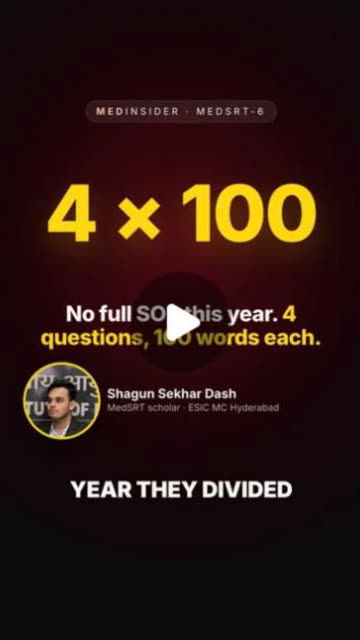 MEDINSIDER · MEDSRT-6
4 × 100
No full this year. 4
questions, 100 words each.
Shagun Sekhar Dash
MedSRT scholar · ESIC MC Hyderabad
YEAR THEY DIVIDED